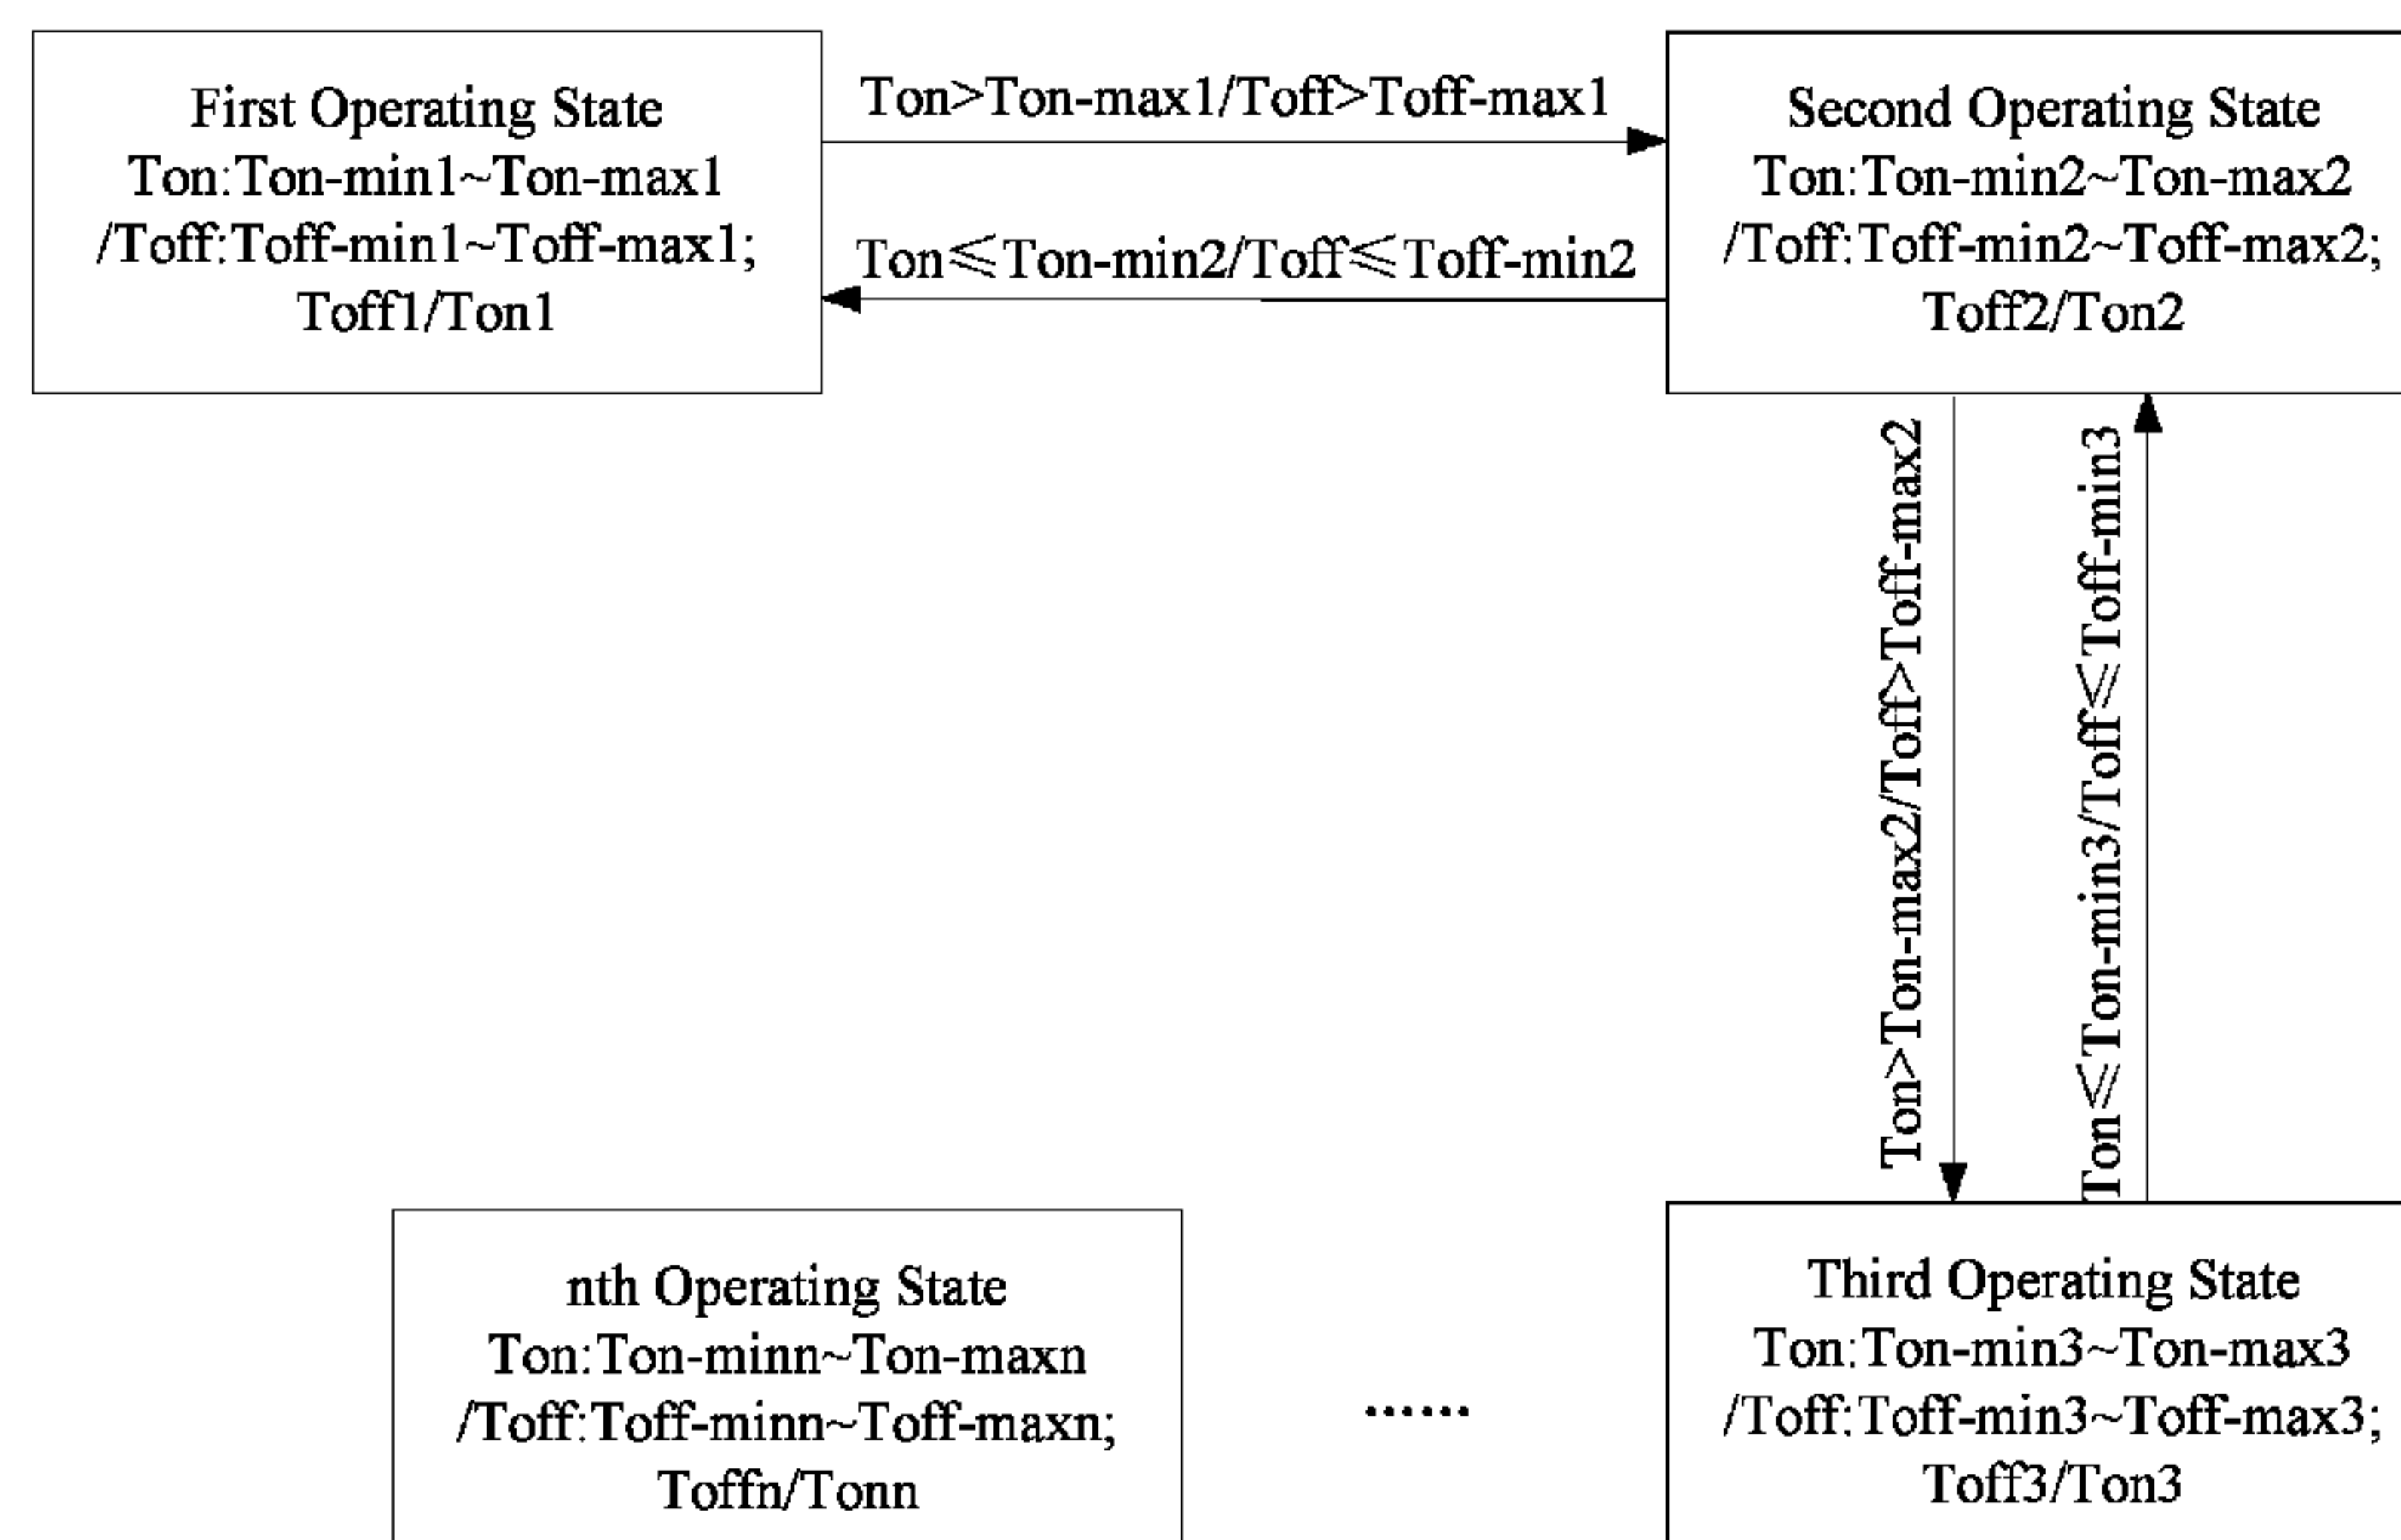 First Operating State
Ton:Ton-min1~Ton-max1
/Toff:Toff-min1~Toff-max1;
Toff1/Ton1
Ton>Ton-max1/Toff>Toff-max1
Ton≤Ton-min2/Toff≤Toff-min2
Second Operating State
Ton:Ton-min2~Ton-max2
/Toff:Toff-min2~Toff-max2;
Toff2/Ton2
Ton>Ton-max2/Toff>Toff-max2
Ton≤Ton-min3/Toff≤Toff-min3
nth Operating State
Ton:Ton-minn~Ton-maxn
/Toff:Toff-minn~Toff-maxn;
Toffn/Tonn
......
Third Operating State
Ton:Ton-min3~Ton-max3
/Toff:Toff-min3~Toff-max3;
Toff3/Ton3